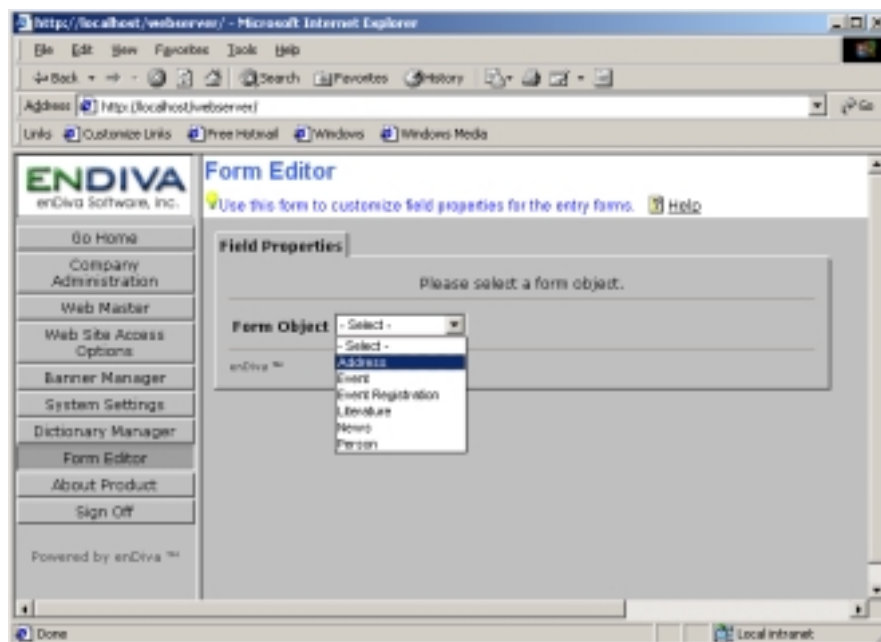 http://localhost/webserver/ - Microsoft Internet Explorer
File Edit View Favorites Tools Help
Back Search Favorites History
Address http://localhost/webserver/ Go
Links Customize Links Free Hotmail Windows Windows Media
ENDIVA
enDiva Software, Inc.
Form Editor
Use this form to customize field properties for the entry forms. Help
Go Home
Company
Administration
Web Master
Web Site Access
Options
Banner Manager
System Settings
Dictionary Manager
Form Editor
About Product
Sign Off
Powered by enDiva ™
Field Properties
Please select a form object.
Form Object - Select -
- Select -
Address
Event
Event Registration
Literature
News
Person
enDiva ™
Done Local intranet